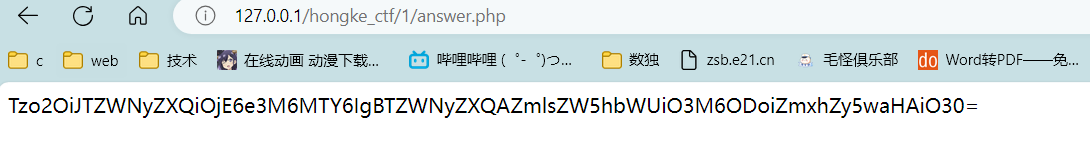 127.0.0.1/hongke_ctf/1/answer.php
c web 技术 在线动画 动漫下载... 哔哩哔哩 ( ゜- ゜)つ... 数独 zsb.e21.cn 毛怪俱乐部 do Word转PDF——免...
Tzo2OiJTZWNyZXQiOjE6e3M6MTY6IgBTZWNyZXQAZmlsZW5hbWUiO3M6ODoiZmxhZy5waHAiO30=